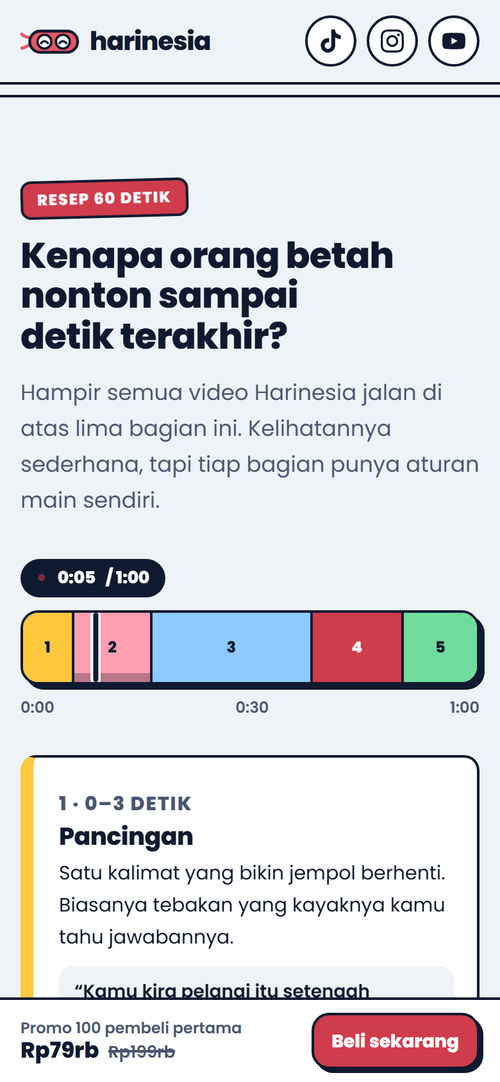 harinesia
RESEP 60 DETIK
Kenapa orang betah
nonton sampai
detik terakhir?
Hampir semua video Harinesia jalan di
atas lima bagian ini. Kelihatannya
sederhana, tapi tiap bagian punya aturan
main sendiri.
0:05 / 1:00
1 2 3 4 5
0:00 0:30 1:00
1 · 0–3 DETIK
Pancingan
Satu kalimat yang bikin jempol berhenti.
Biasanya tebakan yang kayaknya kamu
tahu jawabannya.
“Kamu kira pelangi itu setengah
Promo 100 pembeli pertama
Rp79rb Rp199rb
Beli sekarang